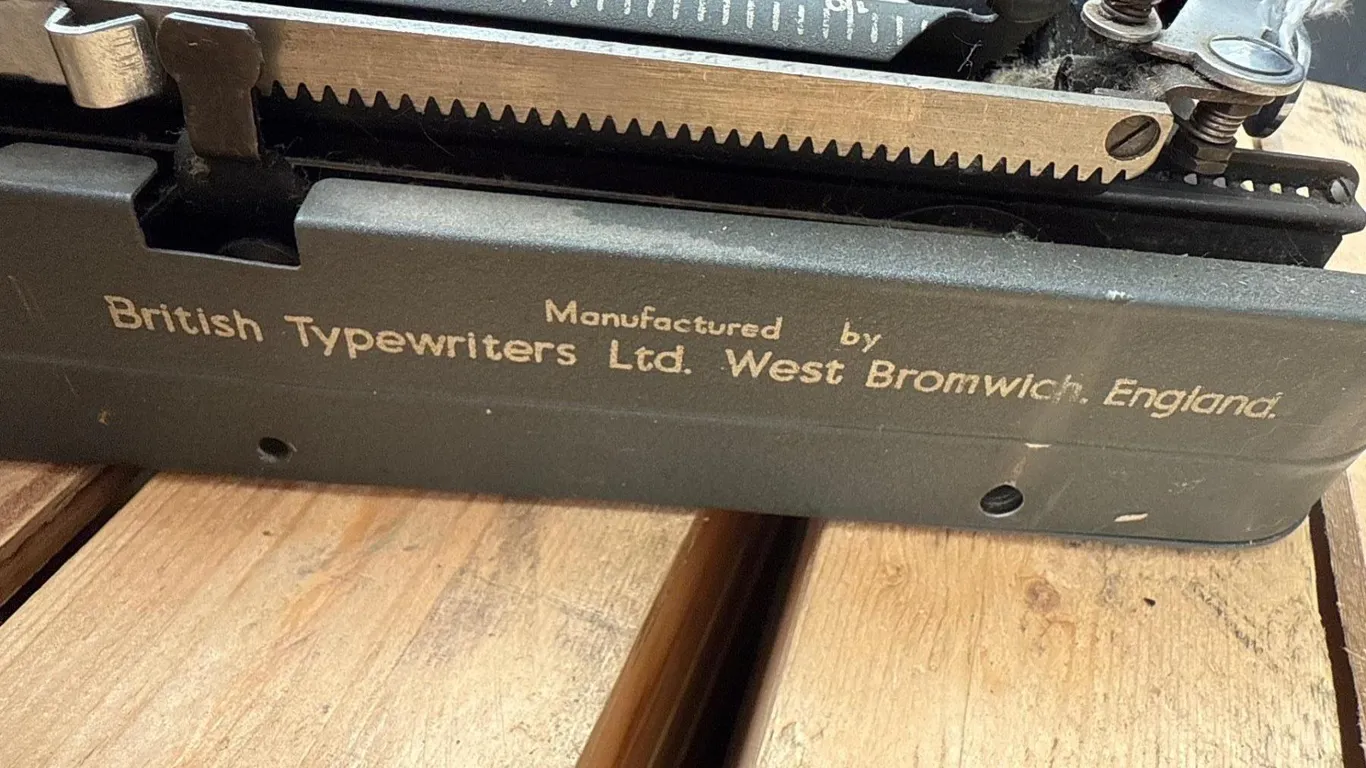 Manufactured by
British Typewriters Ltd. West Bromwich. England.